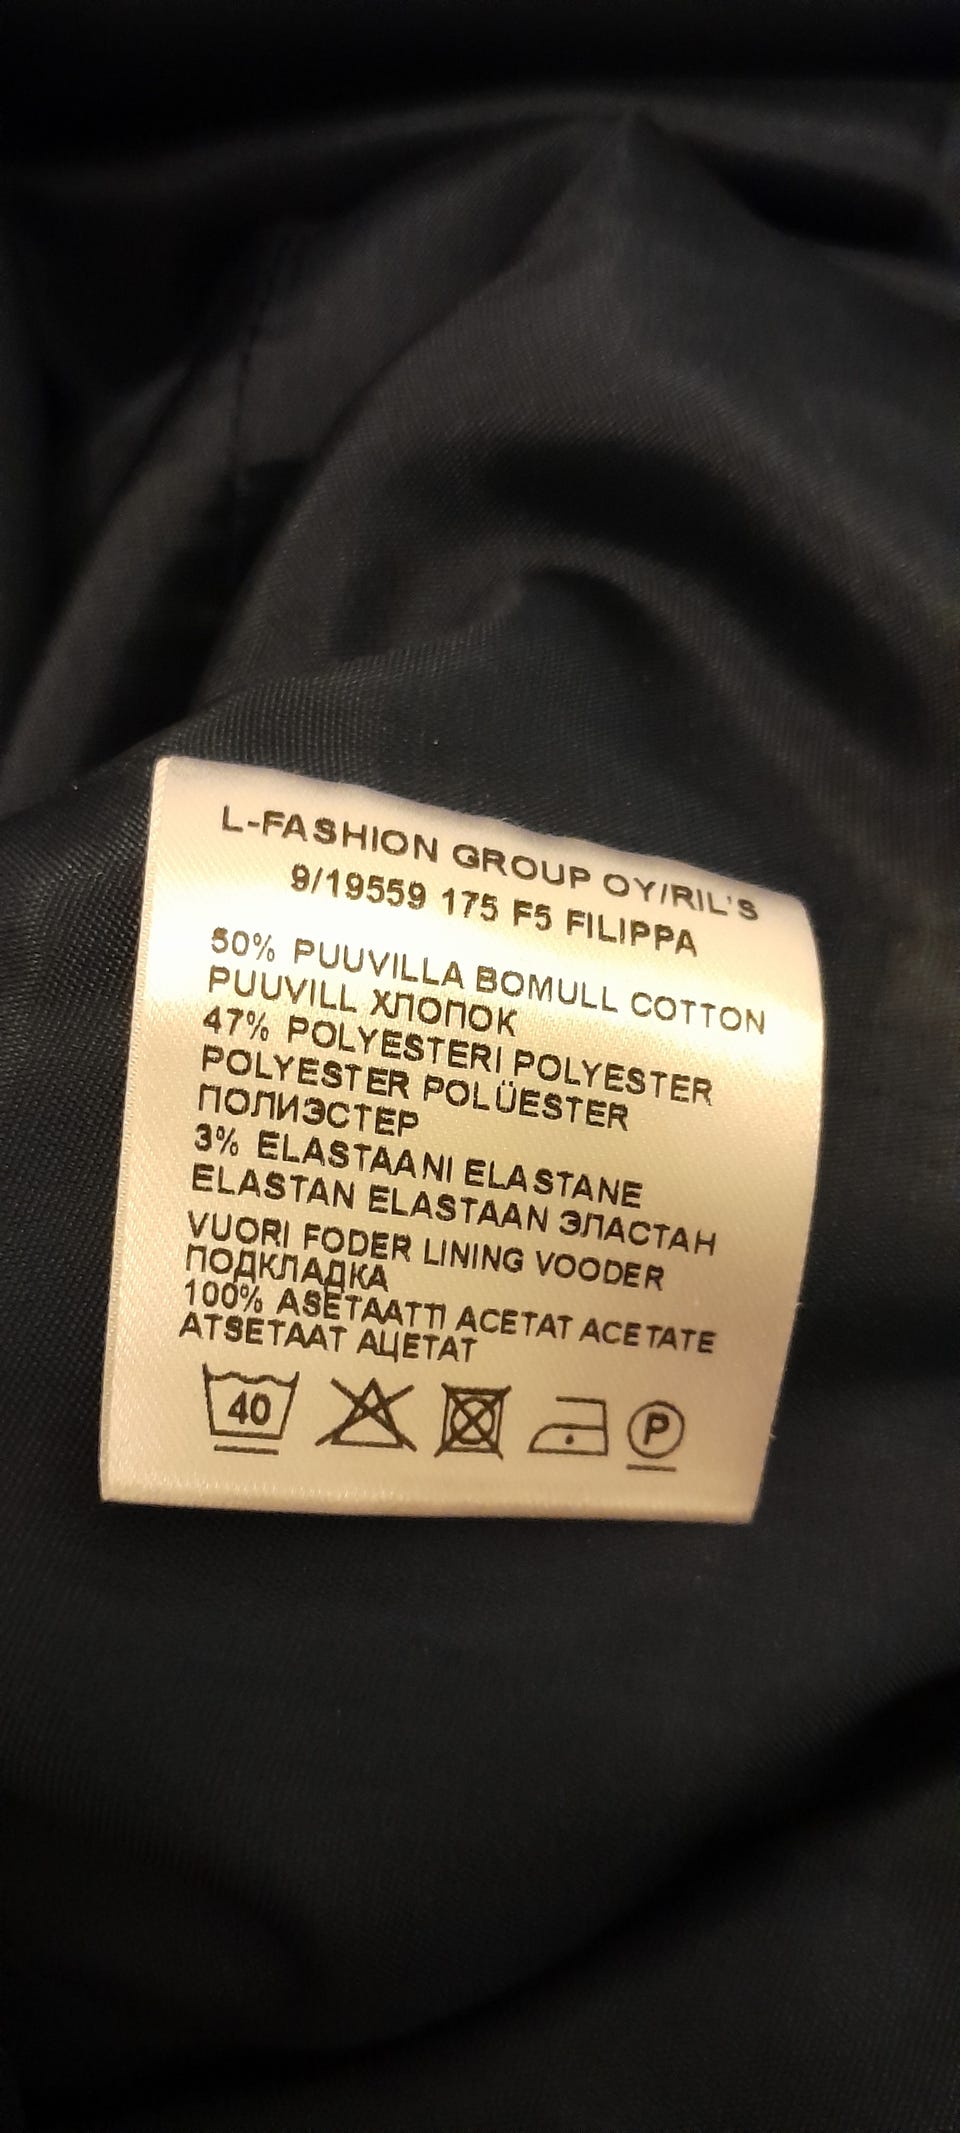 L-FASHION GROUP OY/RIL'S
9/19559 175 F5 FILIPPA
50% PUUVILLA BOMULL COTTON
PUUVILL ХЛОПОК
47% POLYESTERI POLYESTER
POLYESTER POLÜESTER
ПОЛИЭСТЕР
3% ELASTAANI ELASTANE
ELASTAN ELASTAAN ЭЛАСТАН
VUORI FODER LINING VOODER
ПОДКЛАДКА
100% ASETAATTI ACETAT ACETATE
ATSETAAT АЦЕТАТ
40 P